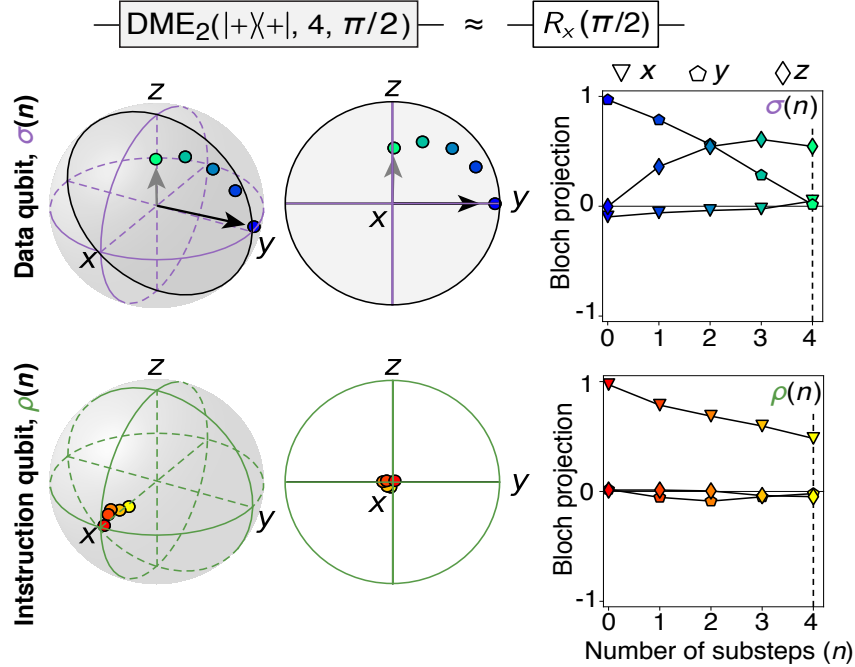 DME₂(|+⟩⟨+|, 4, π/2) ≈ Rₓ(π/2)
x y z
Data qubit, σ(n)
z
x
y
z
x
y
Bloch projection
1
0
-1
σ(n)
0 1 2 3 4
Intstruction qubit, ρ(n)
z
x
y
z
x
y
Bloch projection
1
0
-1
ρ(n)
0 1 2 3 4
Number of substeps (n)